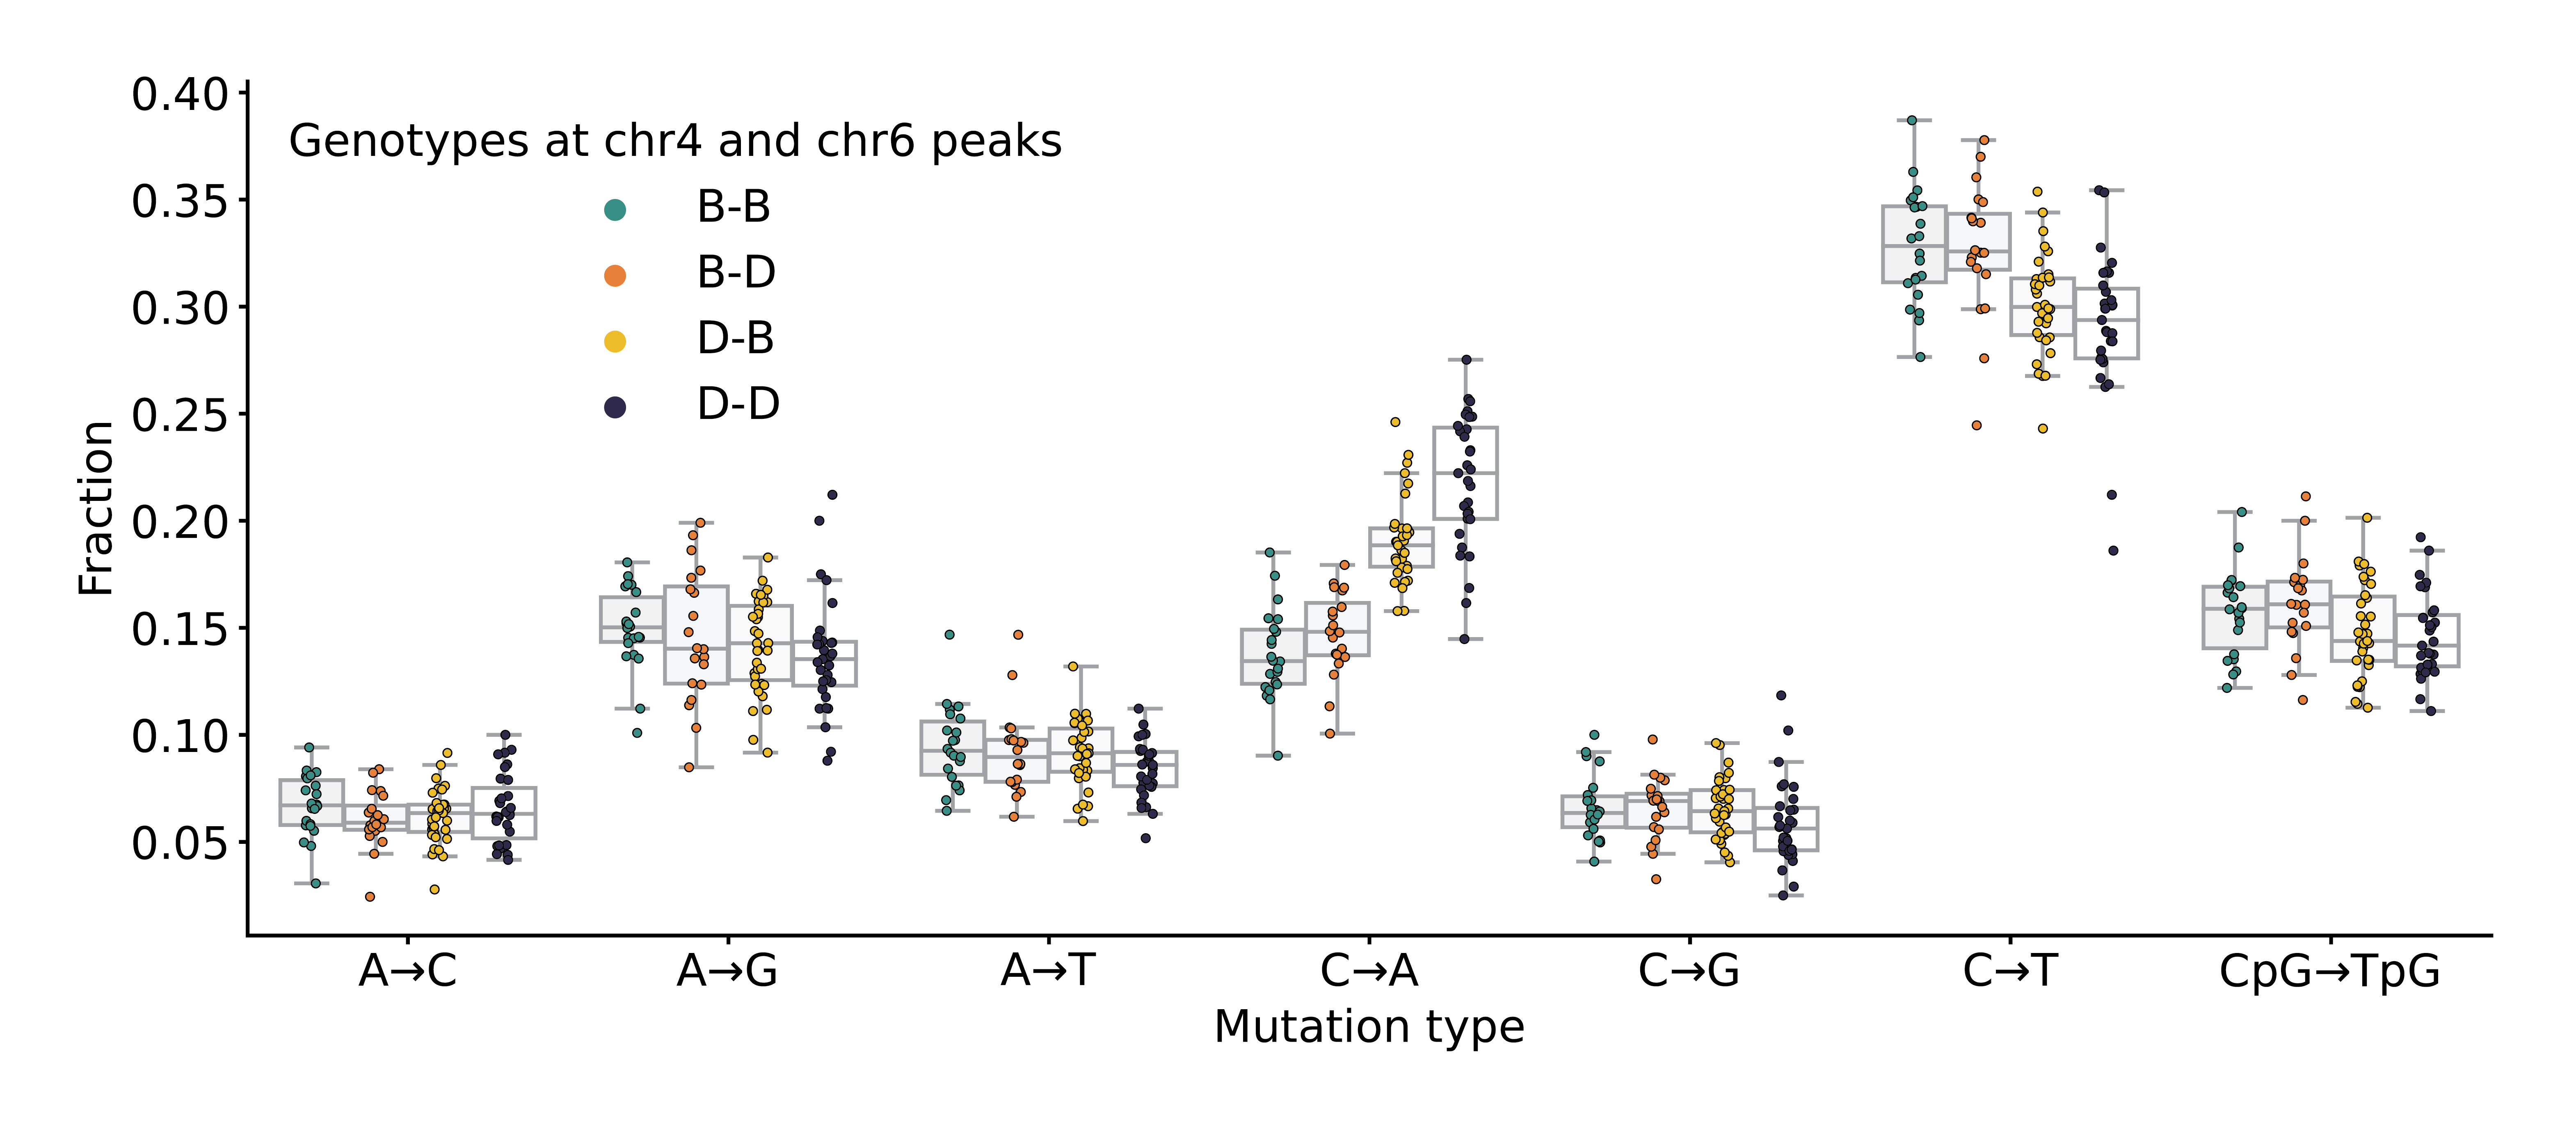 Genotypes at chr4 and chr6 peaks
B-B
B-D
D-B
D-D
Fraction
0.40
0.35
0.30
0.25
0.20
0.15
0.10
0.05
A→C A→G A→T C→A C→G C→T CpG→TpG
Mutation type